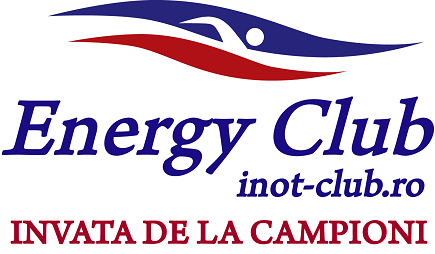 Energy Club
inot-club.ro
INVATA DE LA CAMPIONI